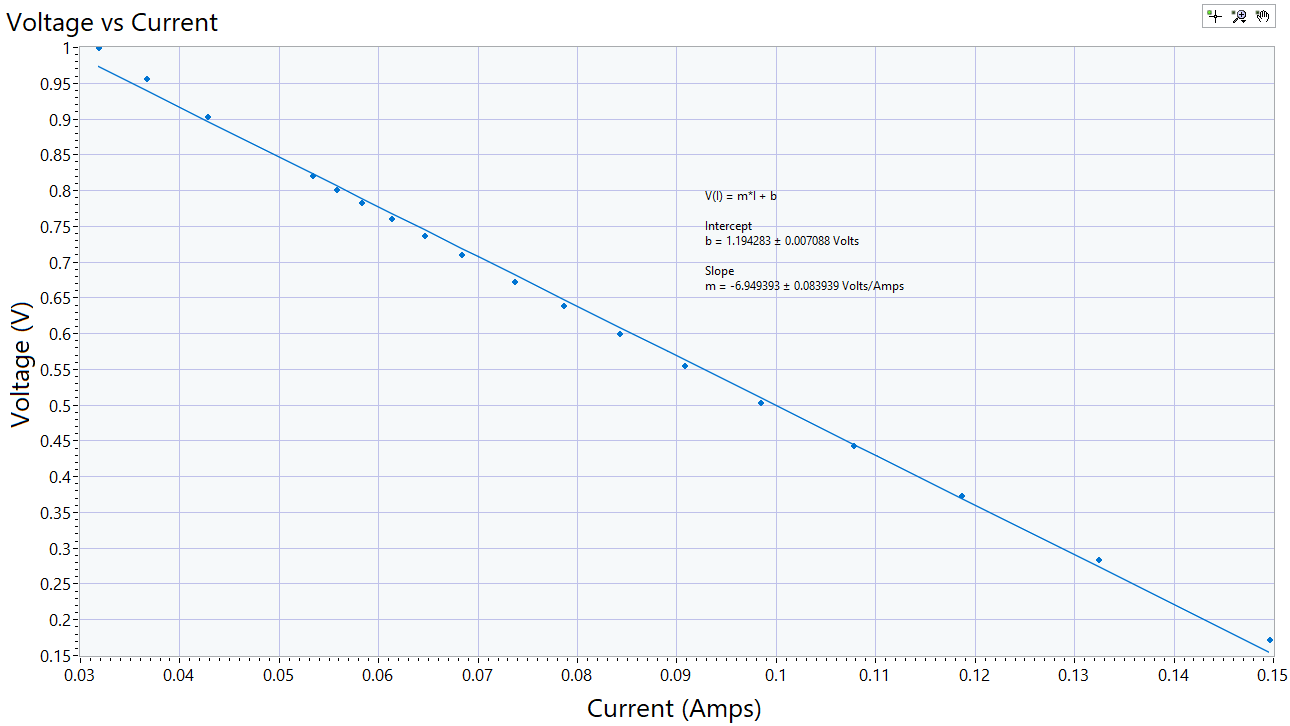 Voltage vs Current
1
0.95
0.9
0.85
0.8
0.75
0.7
0.65
0.6
0.55
0.5
0.45
0.4
0.35
0.3
0.25
0.2
0.15
Voltage (V)
V(I) = m*I + b
Intercept
b = 1.194283 ± 0.007088 Volts
Slope
m = -6.949393 ± 0.083939 Volts/Amps
0.03 0.04 0.05 0.06 0.07 0.08 0.09 0.1 0.11 0.12 0.13 0.14 0.15
Current (Amps)